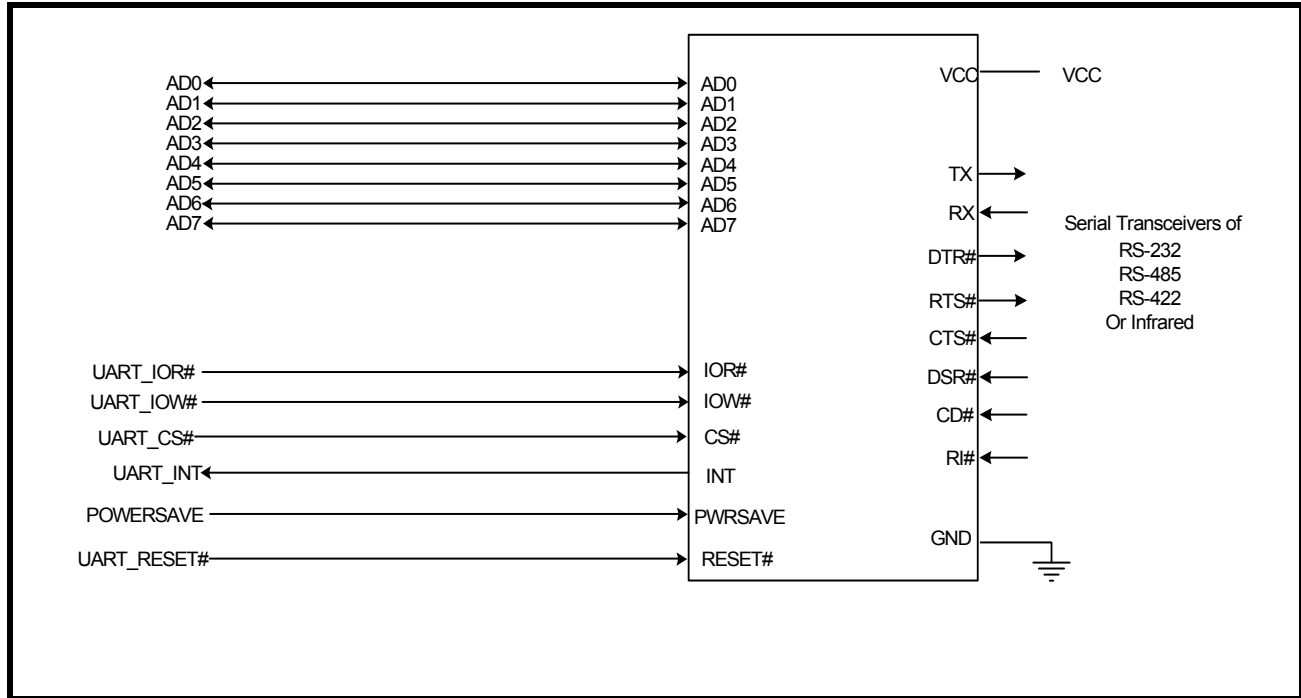 AD0
AD1
AD2
AD3
AD4
AD5
AD6
AD7
UART_IOR#
UART_IOW#
UART_CS#
UART_INT
POWERSAVE
UART_RESET#
AD0
AD1
AD2
AD3
AD4
AD5
AD6
AD7
IOR#
IOW#
CS#
INT
PWRSAVE
RESET#
VCC
TX
RX
DTR#
RTS#
CTS#
DSR#
CD#
RI#
GND
VCC
Serial Transceivers of
RS-232
RS-485
RS-422
Or Infrared